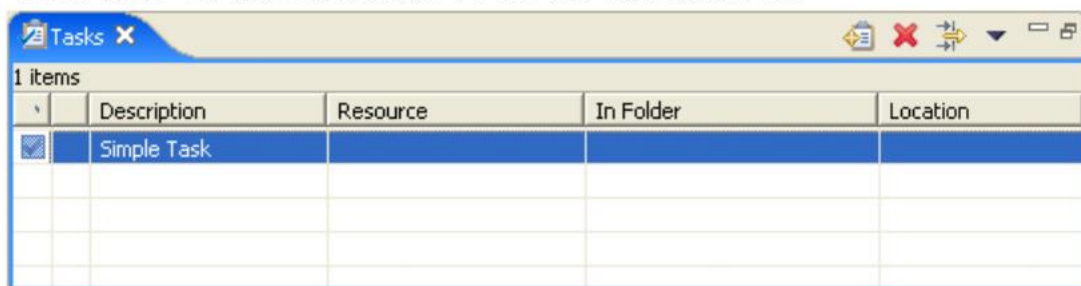 Tasks
1 items
Description Resource In Folder Location
Simple Task